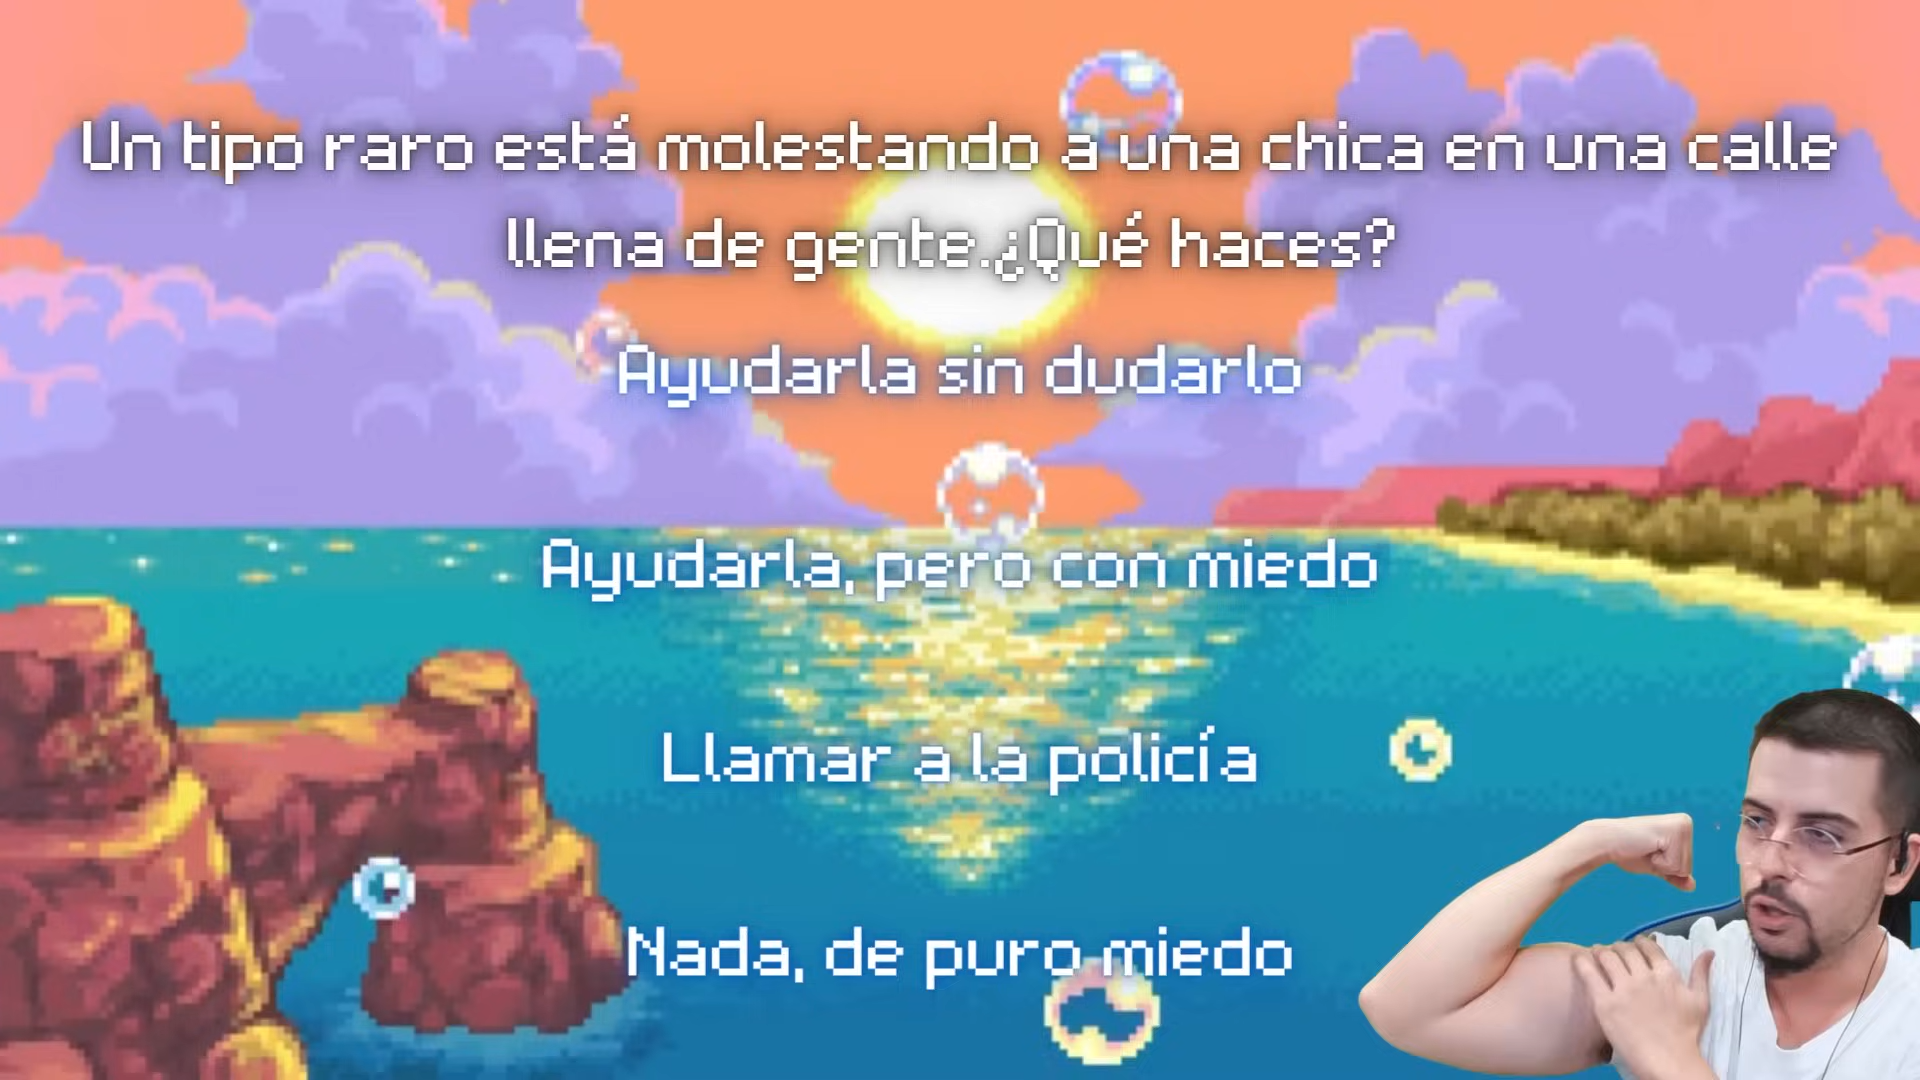 Un tipo raro está molestando a una chica en una calle
llena de gente.¿Qué haces?
Ayudarla sin dudarlo
Ayudarla, pero con miedo
Llamar a la policía
Nada, de puro miedo